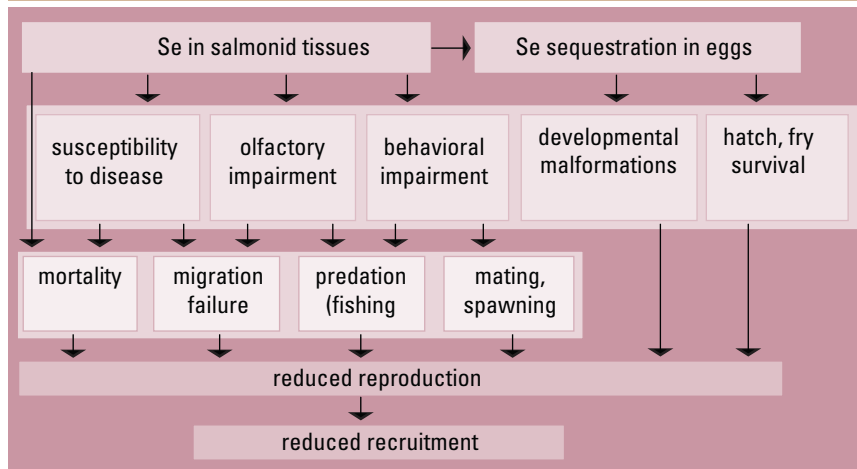 Se in salmonid tissues
Se sequestration in eggs
susceptibility
to disease
olfactory
impairment
behavioral
impairment
developmental
malformations
hatch, fry
survival
mortality
migration
failure
predation
(fishing
mating,
spawning
reduced reproduction
reduced recruitment